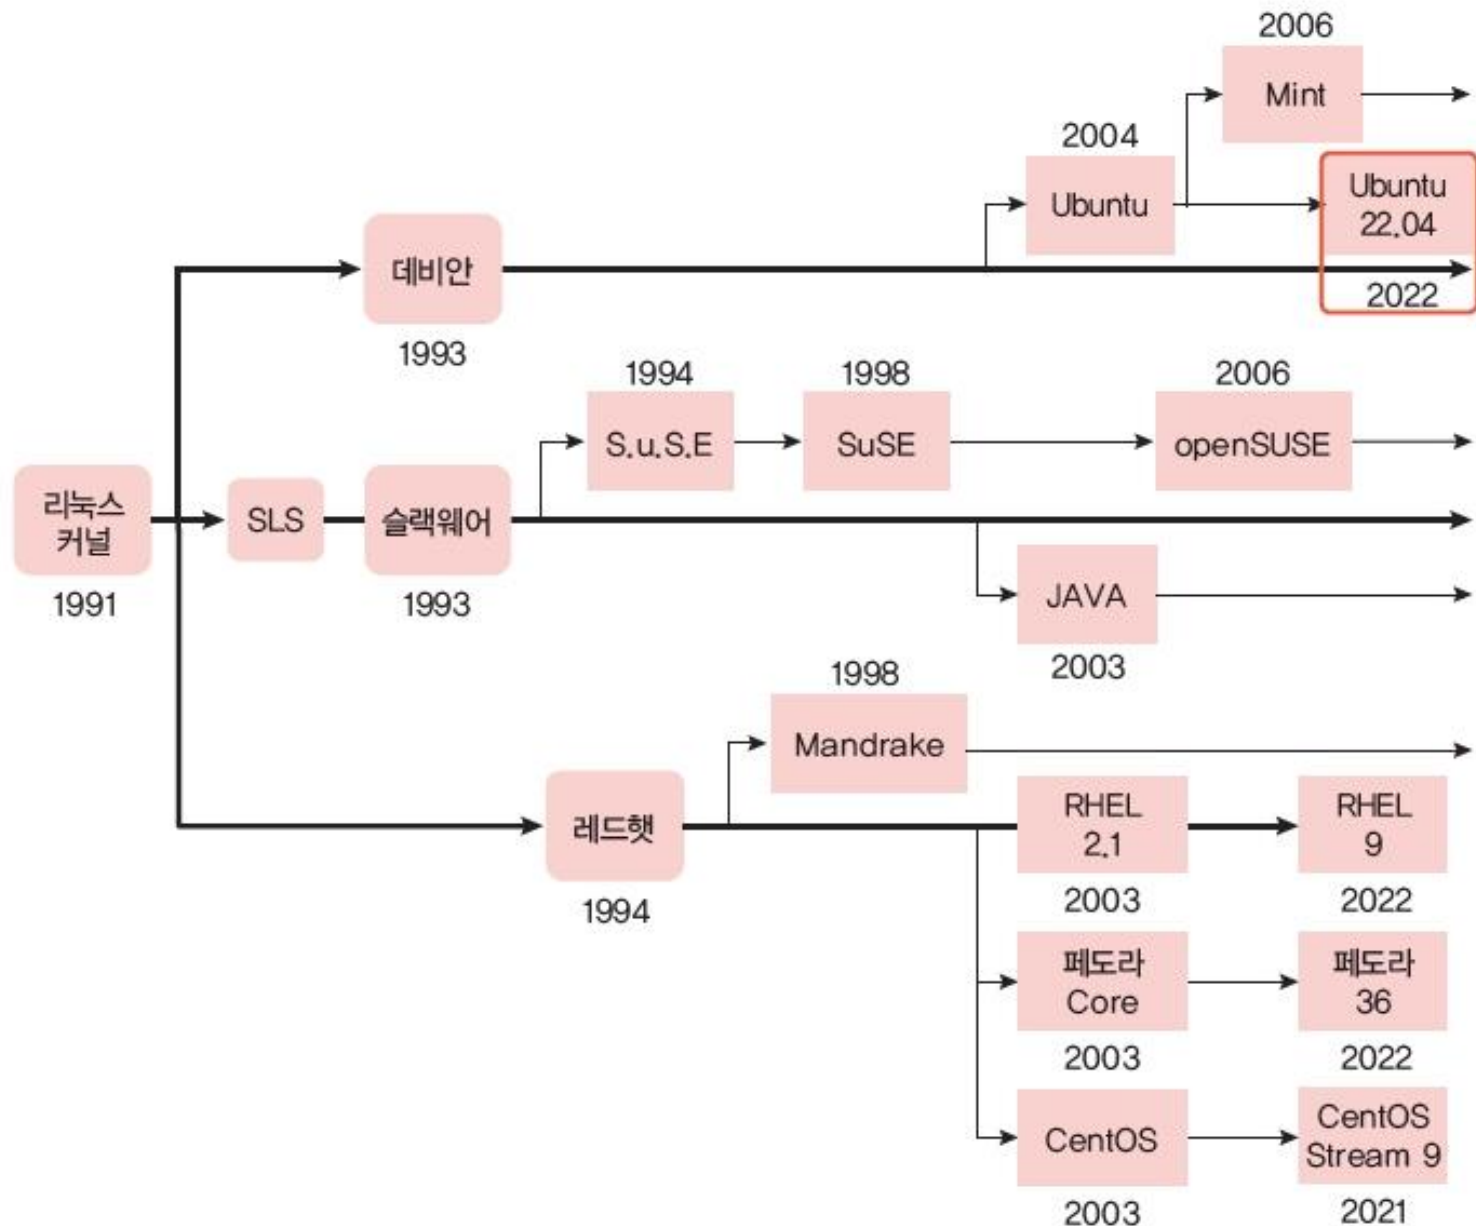 2006
Mint
2004
Ubuntu
Ubuntu
22.04
2022
데비안
1993
1994
S.u.S.E
1998
SuSE
2006
openSUSE
리눅스
커널
1991
SLS
슬랙웨어
1993
JAVA
2003
1998
Mandrake
레드햇
1994
RHEL
2.1
2003
RHEL
9
2022
페도라
Core
2003
페도라
36
2022
CentOS
2003
CentOS
Stream 9
2021